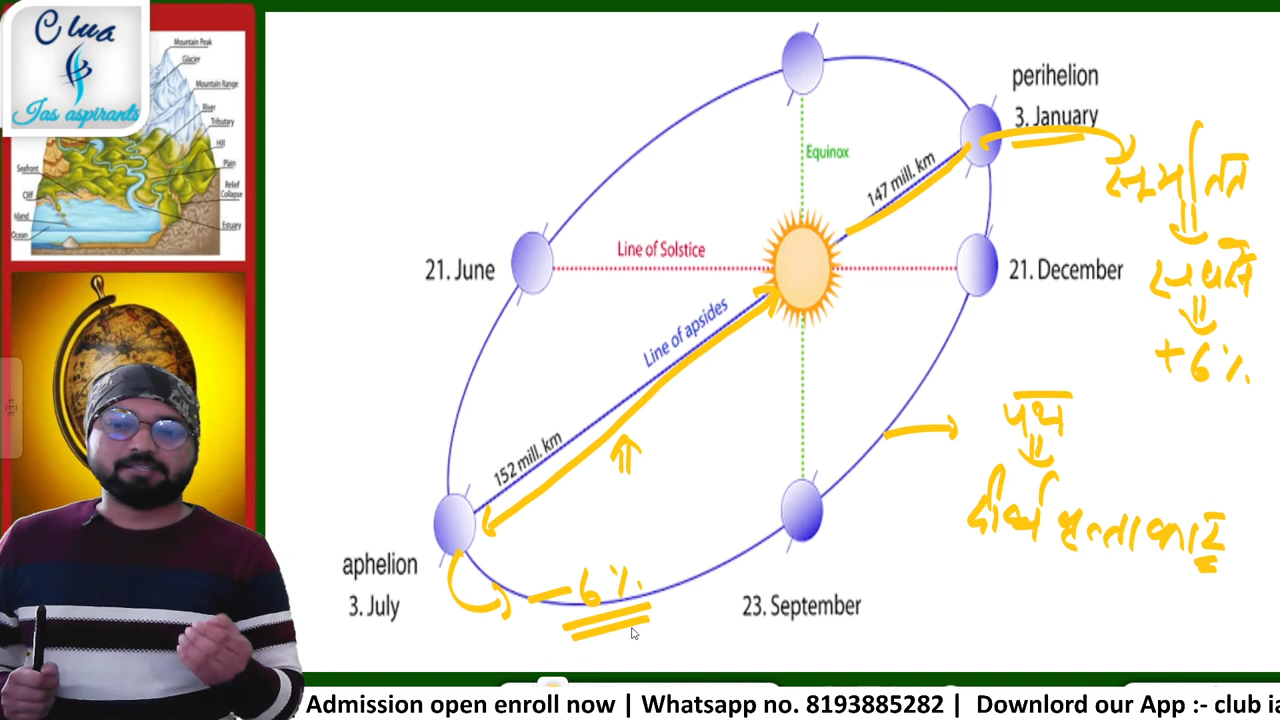 Club
Ias aspirants
Mountain Peak
Glacier
Mountain Range
River
Tributary
Hill
Plain
Seafront
Relief
Collapse
Cliff
Island
Ocean
Estuary
perihelion
3. January
Equinox
147 mill. km
Line of Solstice
21. June
21. December
Line of apsides
152 mill. km
+6%
पथ
aphelion
3. July
-6%
23. September
Admission open enroll now | Whatsapp no. 8193885282 | Downlord our App :- club ia